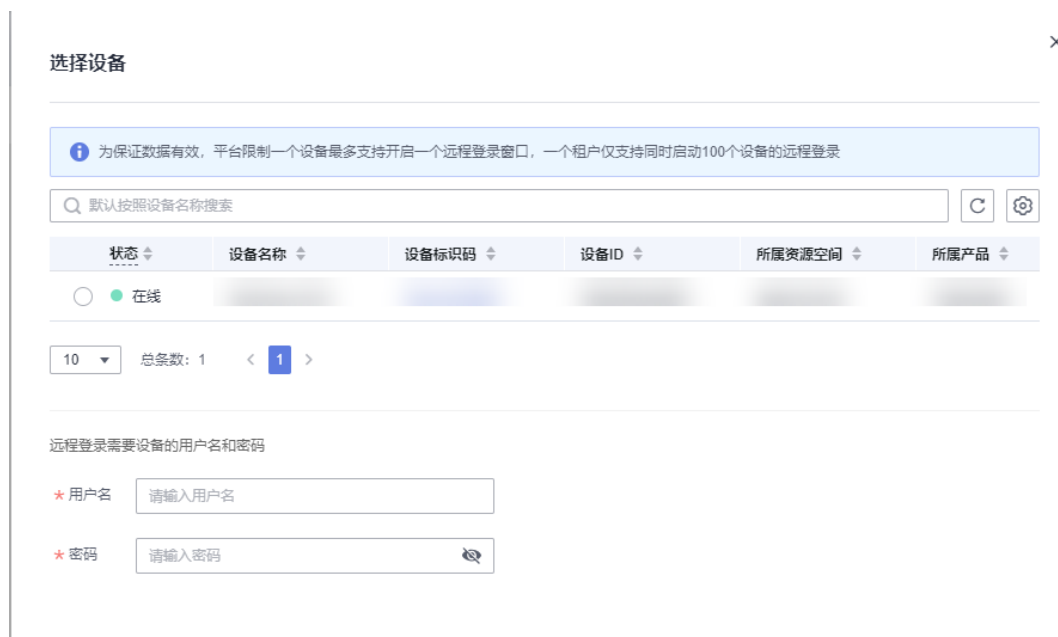 选择设备
为保证数据有效，平台限制一个设备最多支持开启一个远程登录窗口，一个租户仅支持同时启动100个设备的远程登录
默认按照设备名称搜索
状态 设备名称 设备标识码 设备ID 所属资源空间 所属产品
在线
10 总条数：1 < 1 >
远程登录需要设备的用户名和密码
* 用户名 请输入用户名
* 密码 请输入密码